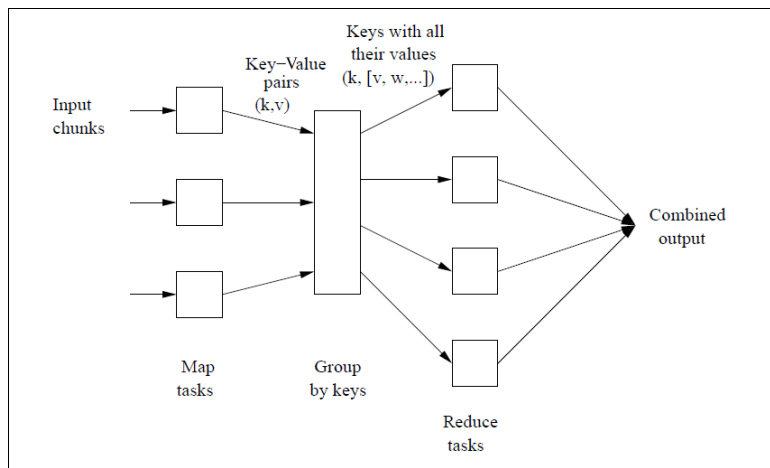 Input
chunks
Key−Value
pairs
(k,v)
Keys with all
their values
(k, [v, w,...])
Combined
output
Map
tasks
Group
by keys
Reduce
tasks